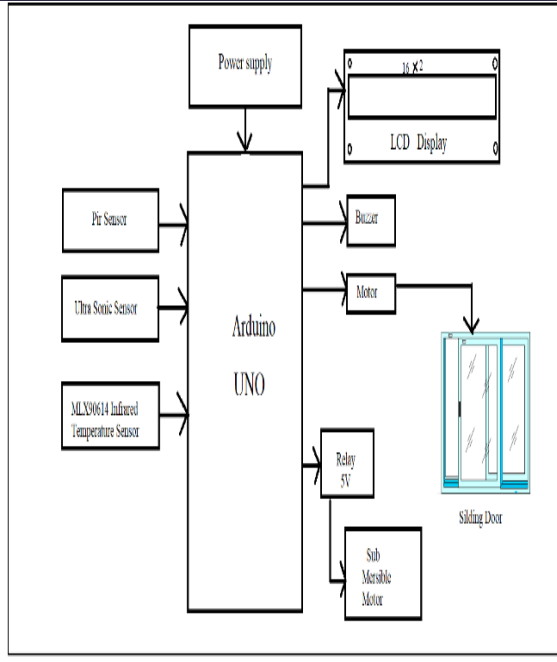 Power supply
16 ×2
LCD Display
Pir Sensor
Buzzer
Ultra Sonic Sensor
Motor
Arduino
UNO
MLX90614 Infrared
Temperature Sensor
Relay
5V
Silding Door
Sub
Mersible
Motor